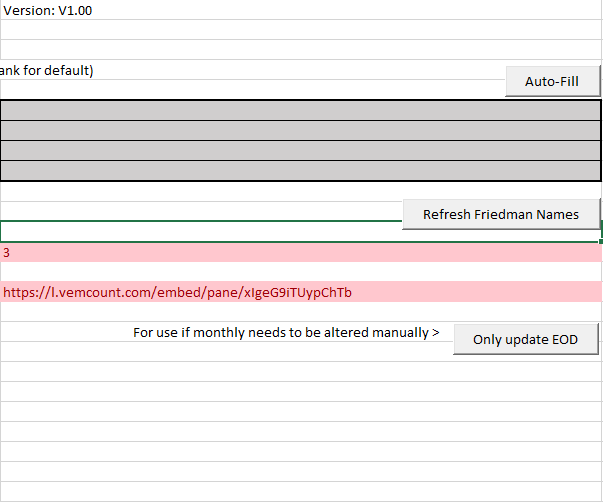 Version: V1.00
ank for default)
Auto-Fill
Refresh Friedman Names
3
https://l.vemcount.com/embed/pane/xIgeG9iTUypChTb
For use if monthly needs to be altered manually >
Only update EOD